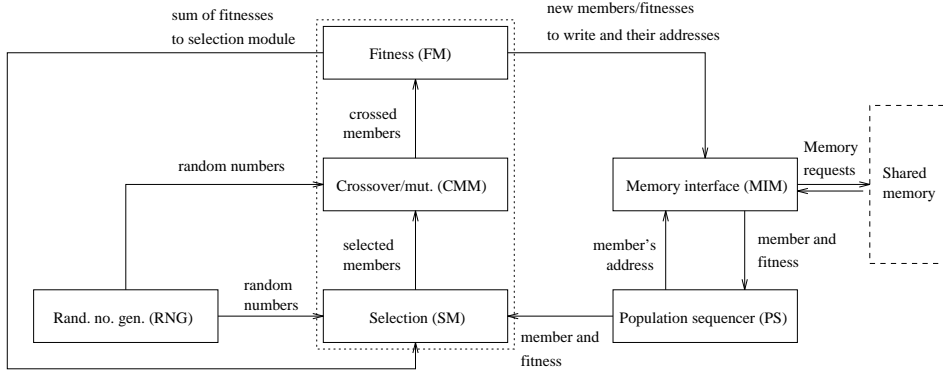 sum of fitnesses
to selection module
new members/fitnesses
to write and their addresses
Fitness (FM)
crossed
members
random numbers
Crossover/mut. (CMM)
Memory interface (MIM)
Memory
requests
Shared
memory
selected
members
member's
address
member and
fitness
random
numbers
Rand. no. gen. (RNG)
Selection (SM)
Population sequencer (PS)
member and
fitness